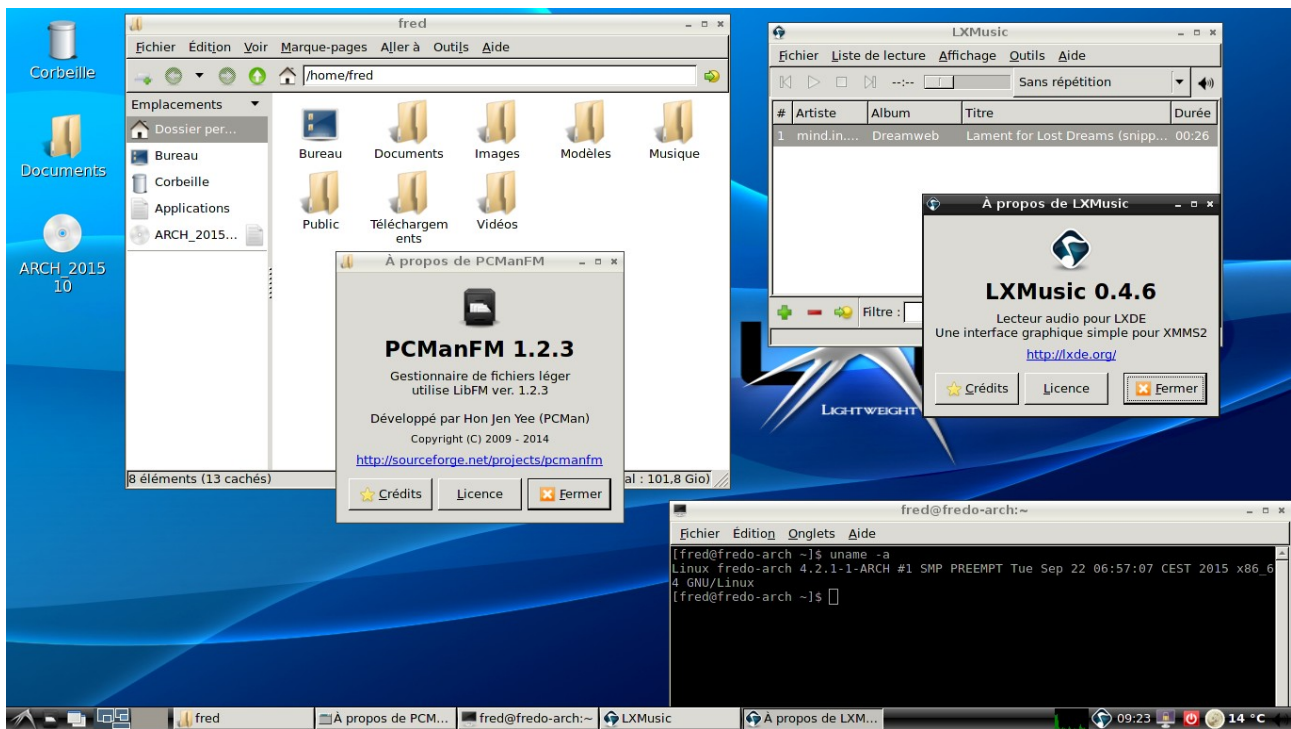 Corbeille
Documents
ARCH_2015
10
fred
Fichier Édition Voir Marque-pages Aller à Outils Aide
/home/fred
Emplacements
Dossier per...
Bureau
Corbeille
Applications
ARCH_2015...
Bureau Documents Images Modèles Musique
Public Téléchargem
ents Vidéos
8 éléments (13 cachés)
al : 101,8 Gio)
À propos de PCManFM
PCManFM 1.2.3
Gestionnaire de fichiers léger
utilise LibFM ver. 1.2.3
Développé par Hon Jen Yee (PCMan)
Copyright (C) 2009 - 2014
http://sourceforge.net/projects/pcmanfm
Crédits Licence Fermer
LXMusic
Fichier Liste de lecture Affichage Outils Aide
--:-- Sans répétition
# Artiste Album Titre Durée
1 mind.in.... Dreamweb Lament for Lost Dreams (snipp... 00:26
Filtre :
À propos de LXMusic
LXMusic 0.4.6
Lecteur audio pour LXDE
Une interface graphique simple pour XMMS2
http://lxde.org/
Crédits Licence Fermer
LIGHTWEIGHT
fred@fredo-arch:~
Fichier Édition Onglets Aide
[fred@fredo-arch ~]$ uname -a
Linux fredo-arch 4.2.1-1-ARCH #1 SMP PREEMPT Tue Sep 22 06:57:07 CEST 2015 x86_6
4 GNU/Linux
[fred@fredo-arch ~]$
fred À propos de PCM... fred@fredo-arch:~ LXMusic À propos de LXM... 09:23 14 °C